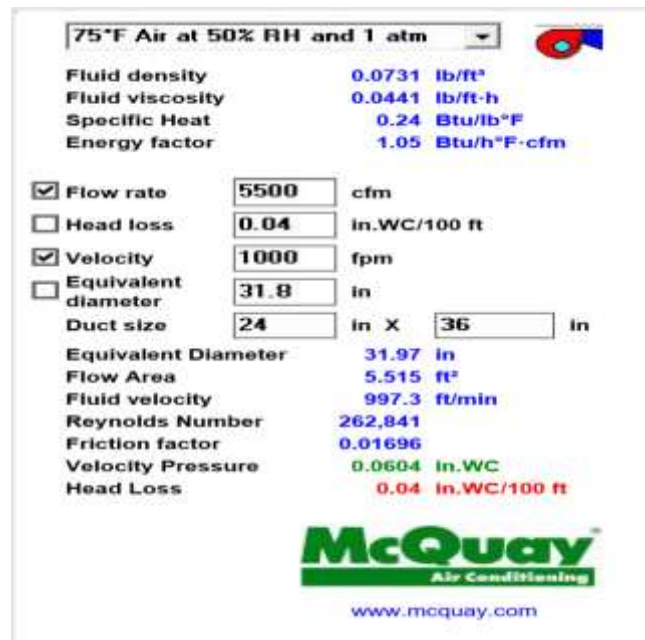 75°F Air at 50% RH and 1 atm
Fluid density 0.0731 lb/ft³
Fluid viscosity 0.0441 lb/ft·h
Specific Heat 0.24 Btu/lb°F
Energy factor 1.05 Btu/h°F·cfm
Flow rate 5500 cfm
Head loss 0.04 in.WC/100 ft
Velocity 1000 fpm
Equivalent
diameter 31.8 in
Duct size 24 in X 36 in
Equivalent Diameter 31.97 in
Flow Area 5.515 ft²
Fluid velocity 997.3 ft/min
Reynolds Number 262,841
Friction factor 0.01696
Velocity Pressure 0.0604 in.WC
Head Loss 0.04 in.WC/100 ft
McQuay
Air Conditioning
www.mcquay.com